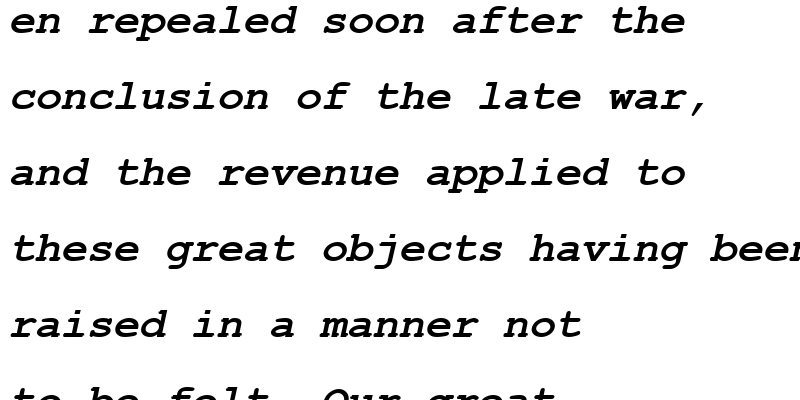 en repealed soon after the
conclusion of the late war,
and the revenue applied to
these great objects having been
raised in a manner not
to be felt. Our great